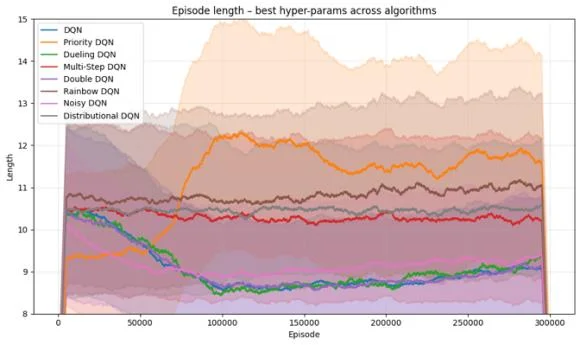 Episode length – best hyper-params across algorithms
15
14
13
12
11
10
9
8
Length
DQN
Priority DQN
Dueling DQN
Multi-Step DQN
Double DQN
Rainbow DQN
Noisy DQN
Distributional DQN
0
50000
100000
150000
200000
250000
300000
Episode